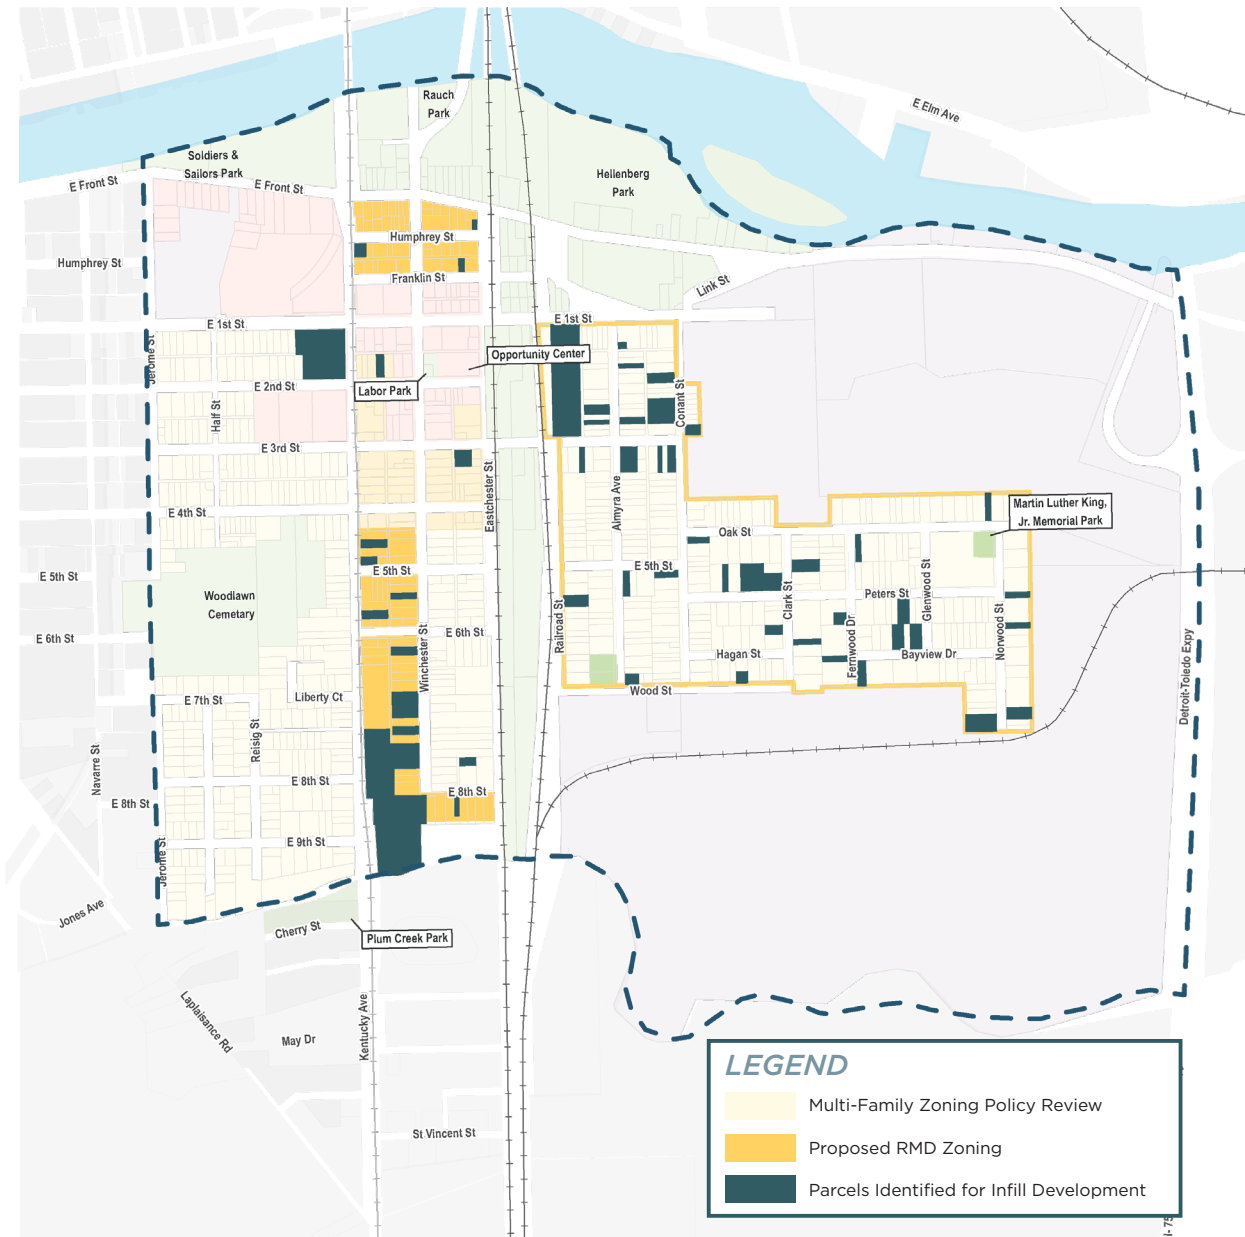 E Elm Ave
Rauch
Park
Soldiers &
Sailors Park
E Front St
E Front St
Hellenberg
Park
Humphrey St
Humphrey St
Franklin St
Link St
E 1st St
E 1st St
Jerome St
Opportunity Center
Labor Park
E 2nd St
Half St
Conant St
E 3rd St
Eastchester St
Almyra Ave
E 4th St
Martin Luther King,
Jr. Memorial Park
Oak St
E 5th St
E 5th St
E 5th St
Woodlawn
Cemetary
Clark St
Peters St
Glenwood St
Railroad St
E 6th St
E 6th St
Winchester St
Fernwood Dr
Norwood St
Hagan St
Bayview Dr
Wood St
Detroit-Toledo Expy
E 7th St
Liberty Ct
Reisig St
Navarre St
E 8th St
E 8th St
E 8th St
E 9th St
Jerome St
Jones Ave
Cherry St
Plum Creek Park
Laplaisance Rd
May Dr
Kentucky Ave
St Vincent St
I- 75
LEGEND
Multi-Family Zoning Policy Review
Proposed RMD Zoning
Parcels Identified for Infill Development